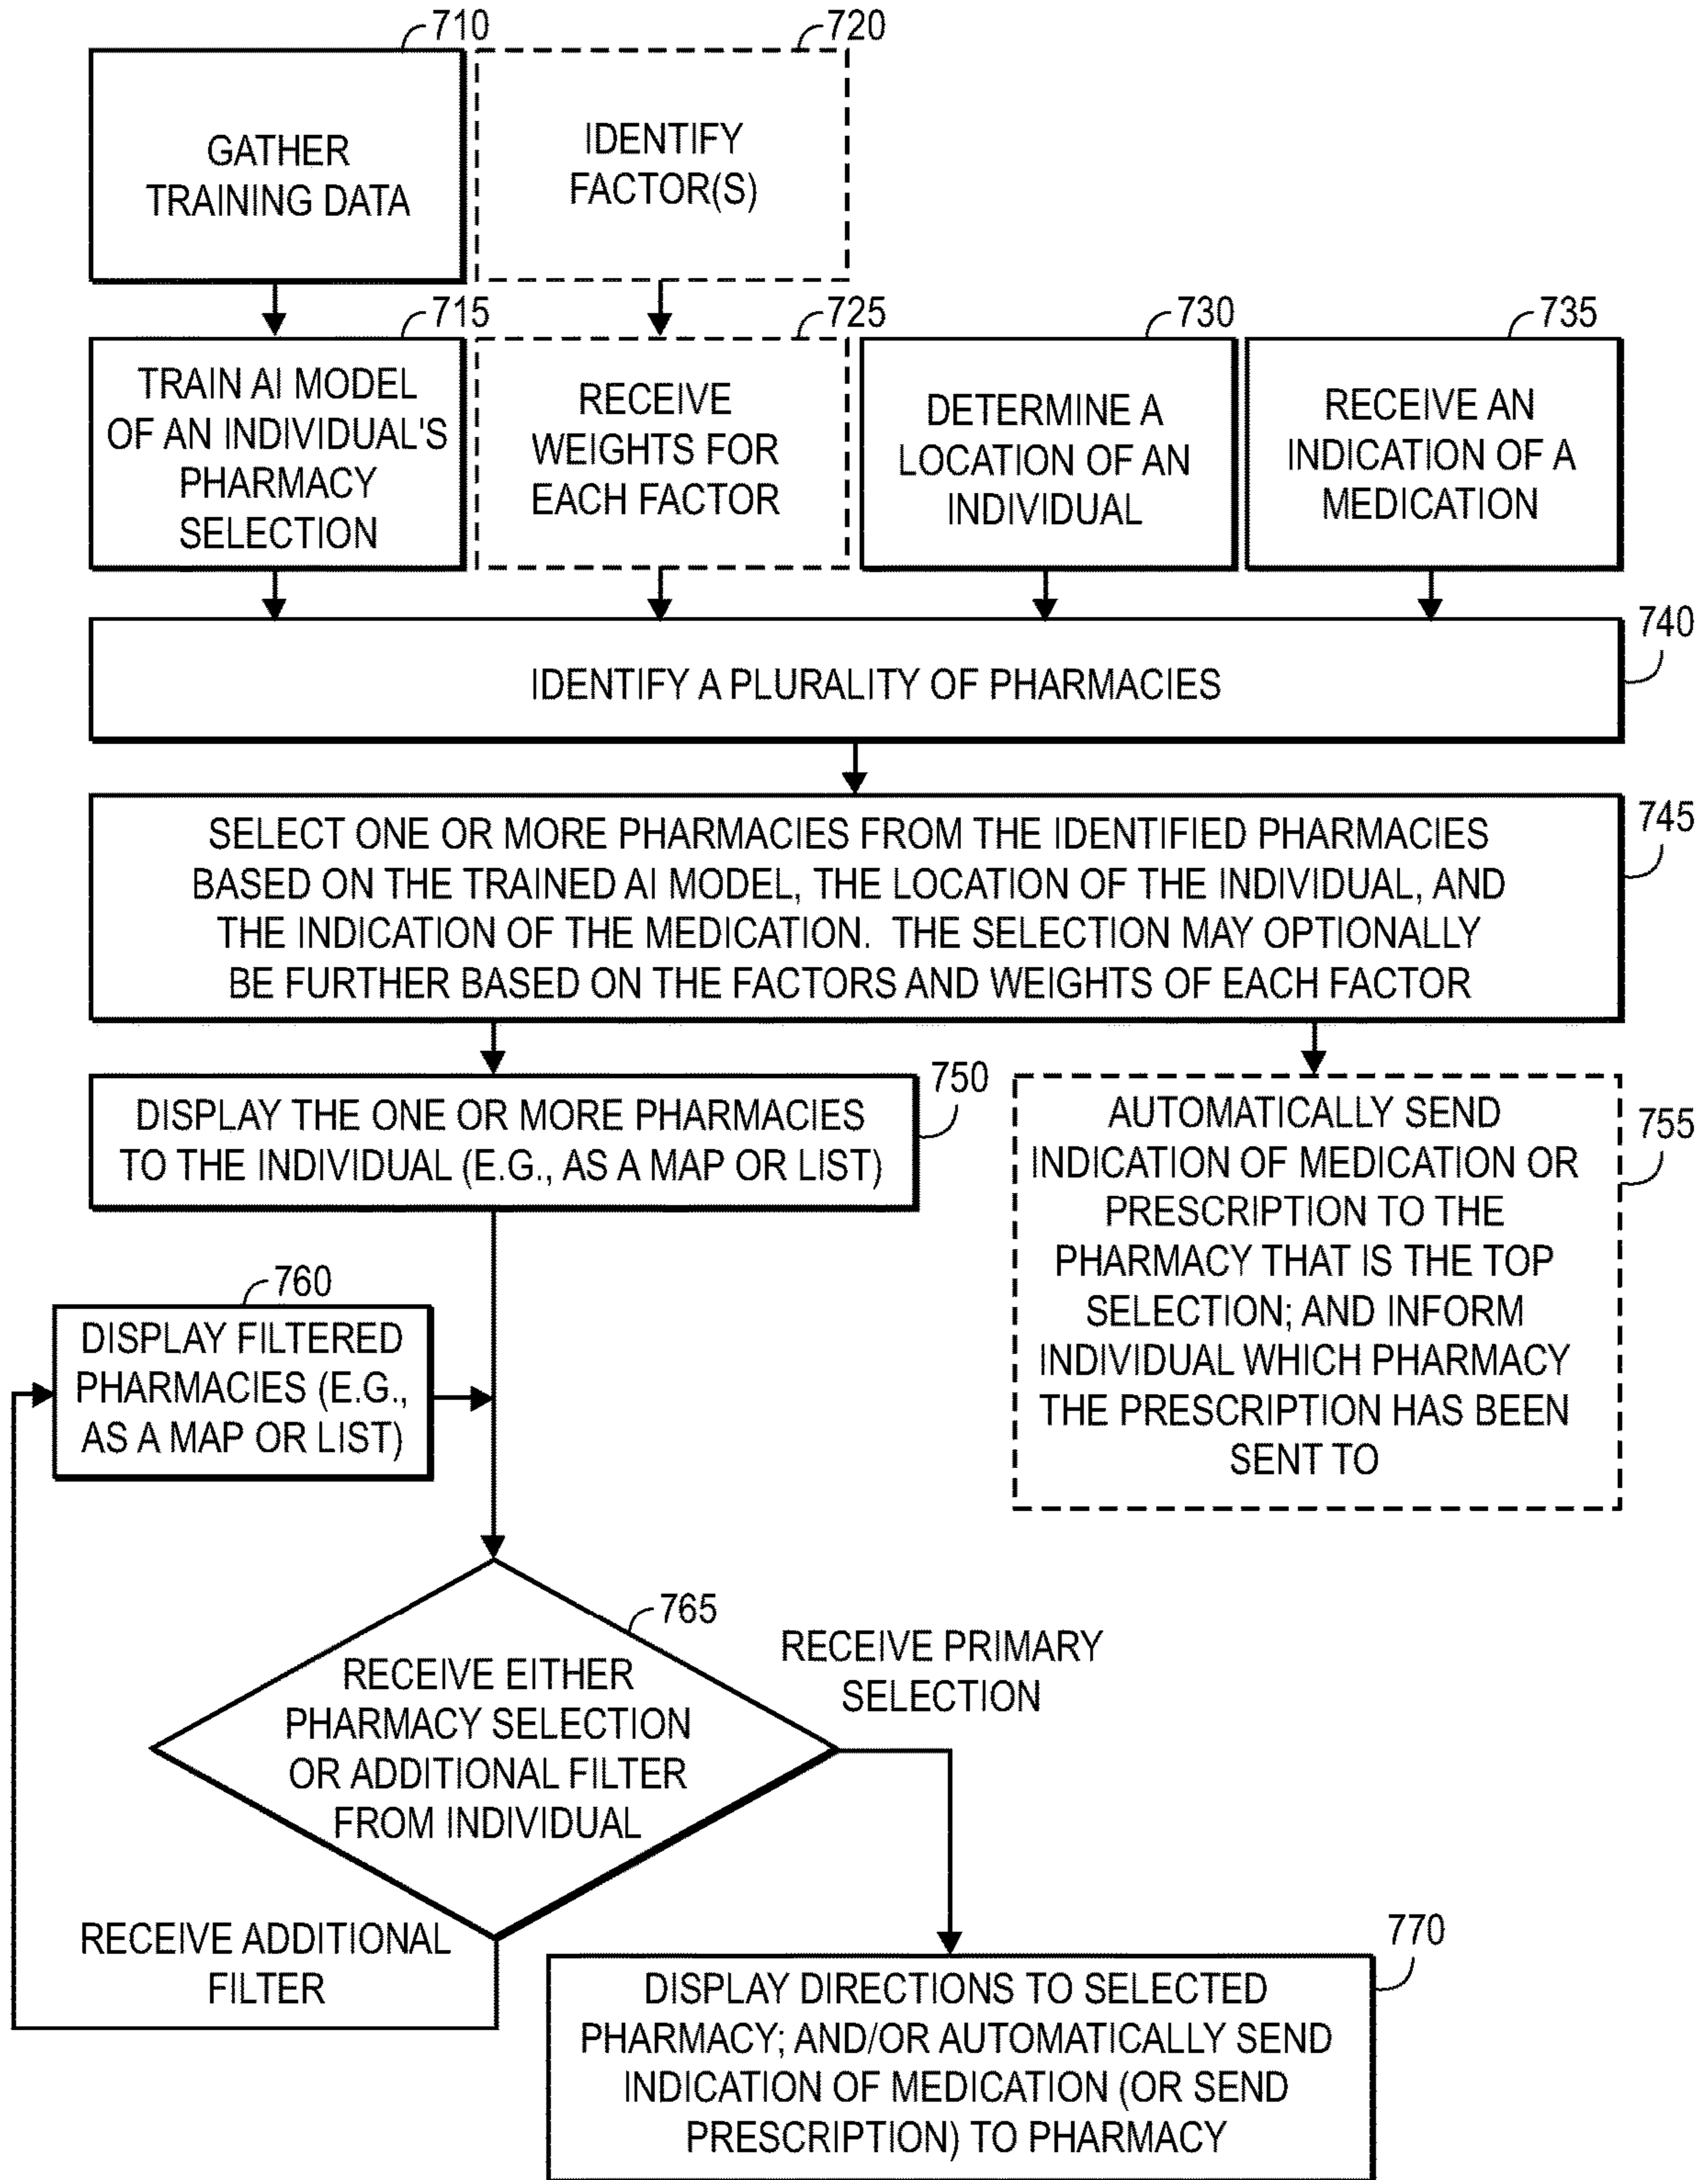 710
720
GATHER
TRAINING DATA
IDENTIFY
FACTOR(S)
715
725
730
735
TRAIN AI MODEL
OF AN INDIVIDUAL'S
PHARMACY
SELECTION
RECEIVE
WEIGHTS FOR
EACH FACTOR
DETERMINE A
LOCATION OF AN
INDIVIDUAL
RECEIVE AN
INDICATION OF A
MEDICATION
740
IDENTIFY A PLURALITY OF PHARMACIES
745
SELECT ONE OR MORE PHARMACIES FROM THE IDENTIFIED PHARMACIES
BASED ON THE TRAINED AI MODEL, THE LOCATION OF THE INDIVIDUAL, AND
THE INDICATION OF THE MEDICATION. THE SELECTION MAY OPTIONALLY
BE FURTHER BASED ON THE FACTORS AND WEIGHTS OF EACH FACTOR
750
DISPLAY THE ONE OR MORE PHARMACIES
TO THE INDIVIDUAL (E.G., AS A MAP OR LIST)
755
AUTOMATICALLY SEND
INDICATION OF MEDICATION OR
PRESCRIPTION TO THE
PHARMACY THAT IS THE TOP
SELECTION; AND INFORM
INDIVIDUAL WHICH PHARMACY
THE PRESCRIPTION HAS BEEN
SENT TO
760
DISPLAY FILTERED
PHARMACIES (E.G.,
AS A MAP OR LIST)
765
RECEIVE EITHER
PHARMACY SELECTION
OR ADDITIONAL FILTER
FROM INDIVIDUAL
RECEIVE PRIMARY
SELECTION
RECEIVE ADDITIONAL
FILTER
770
DISPLAY DIRECTIONS TO SELECTED
PHARMACY; AND/OR AUTOMATICALLY SEND
INDICATION OF MEDICATION (OR SEND
PRESCRIPTION) TO PHARMACY